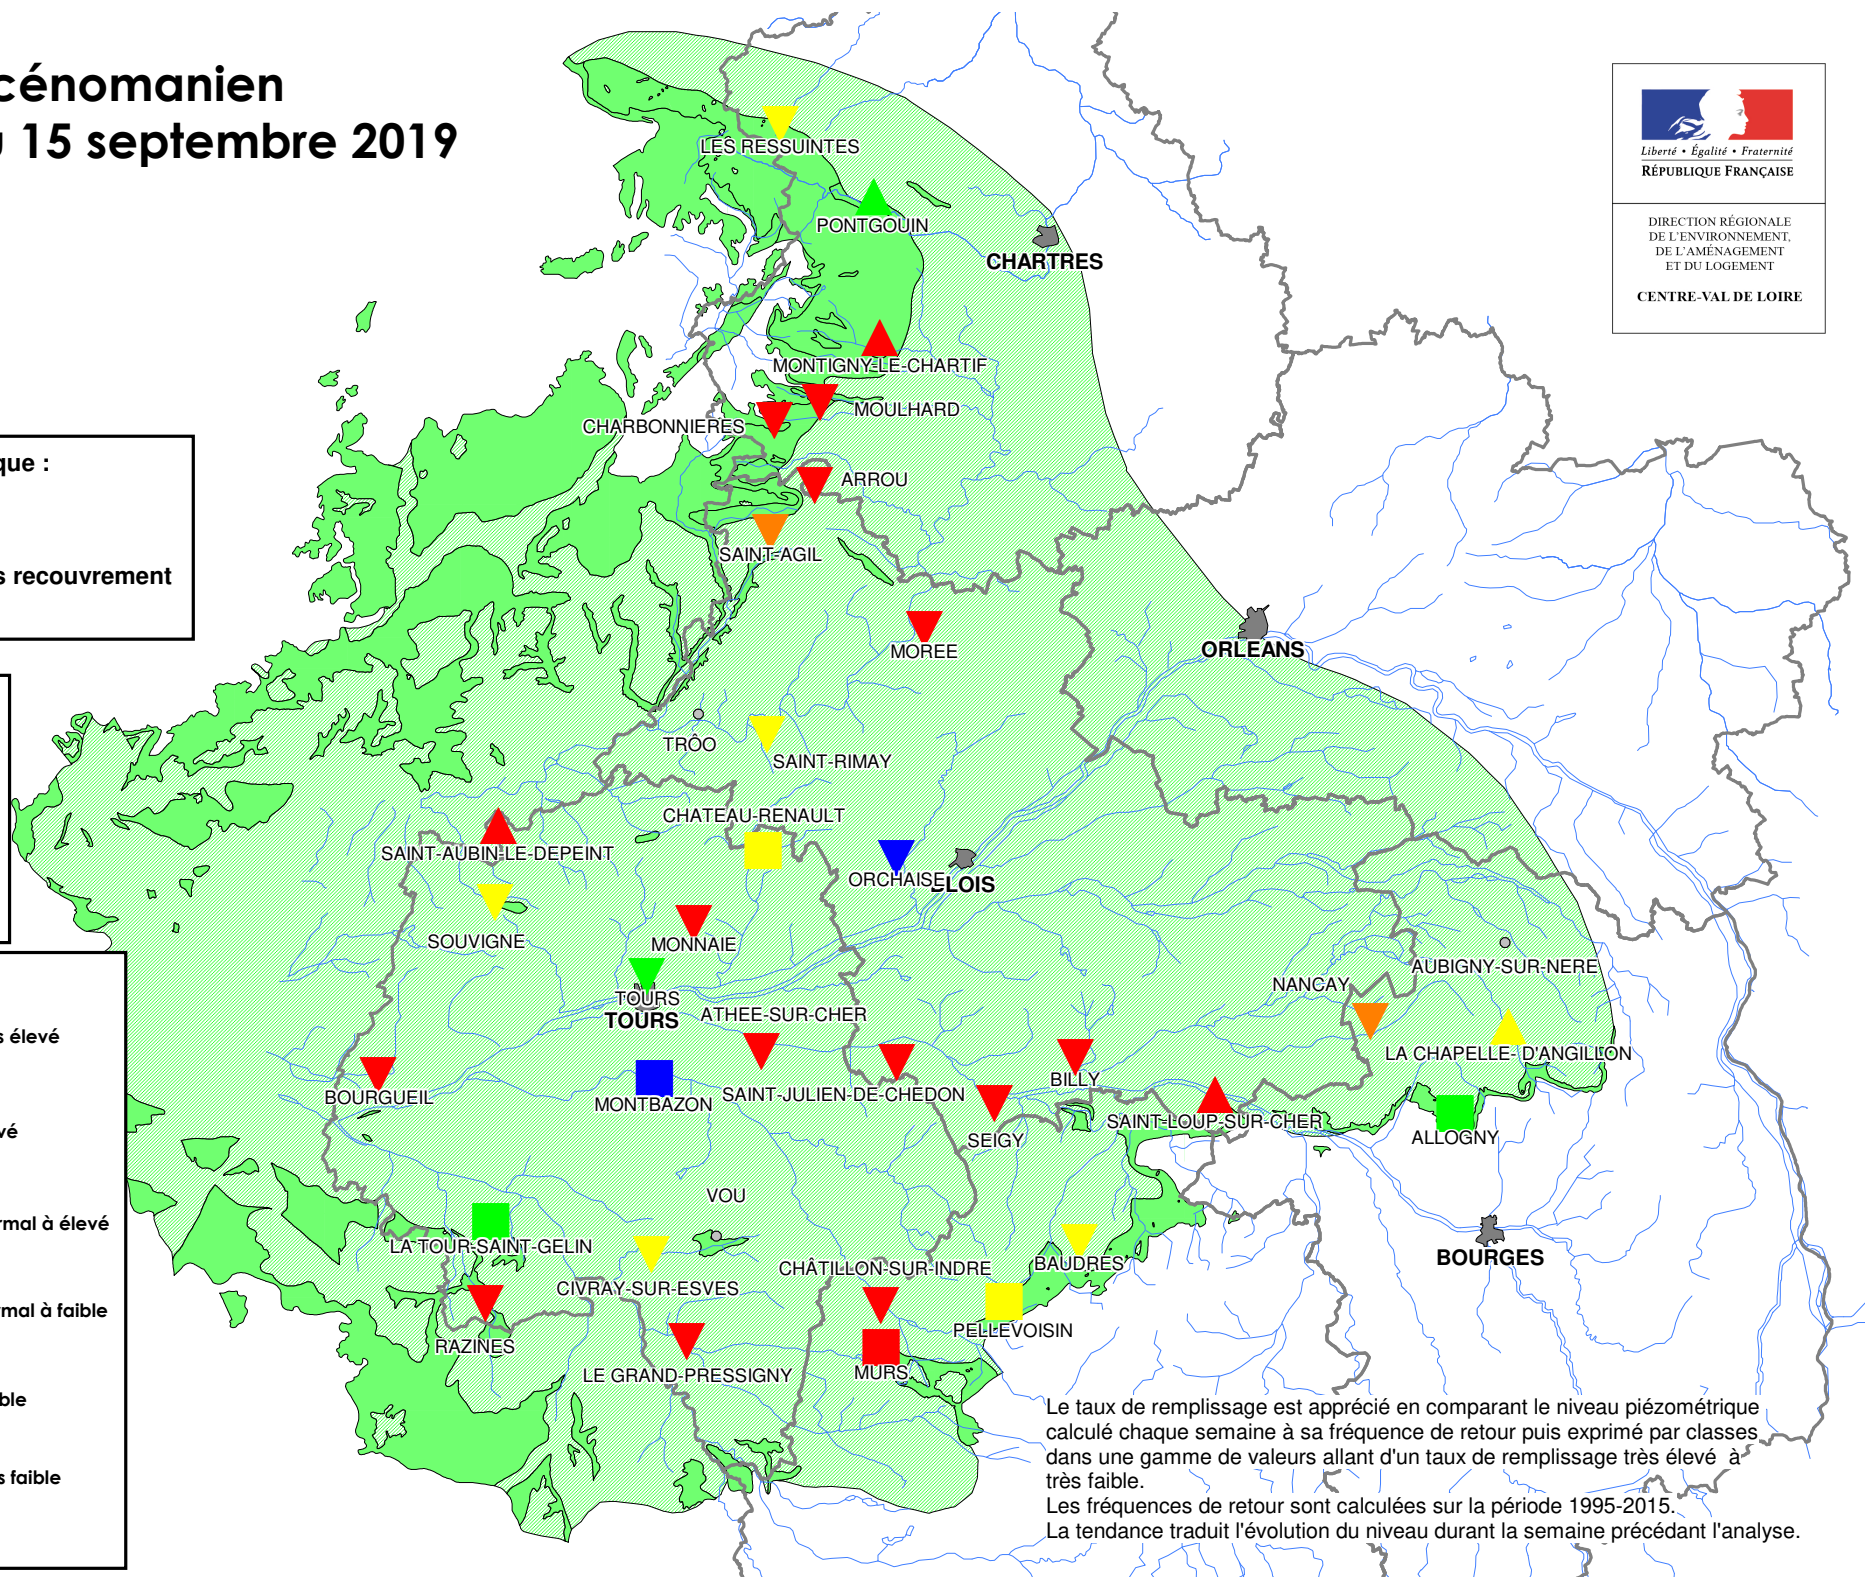 cénomanien
15 septembre 2019
Liberté • Égalité • Fraternité
RÉPUBLIQUE FRANÇAISE
DIRECTION RÉGIONALE
DE L'ENVIRONNEMENT,
DE L'AMÉNAGEMENT
ET DU LOGEMENT
CENTRE-VAL DE LOIRE
LES RESSUINTES
PONTGOUIN
CHARTRES
MONTIGNY-LE-CHARTIF
MOULHARD
CHARBONNIERES
que :
ARROU
SAINT-AGIL
s recouvrement
MOREE
ORLEANS
TRÔO
SAINT-RIMAY
CHATEAU-RENAULT
SAINT-AUBIN-LE-DEPEINT
ORCHAISE
BLOIS
SOUVIGNE
MONNAIE
AUBIGNY-SUR-NERE
NANCAY
TOURS
TOURS
ATHEE-SUR-CHER
s élevé
LA CHAPELLE- D'ANGILLON
BILLY
BOURGUEIL
MONTBAZON
SAINT-JULIEN-DE-CHEDON
SAINT-LOUP-SUR-CHER
vé
SEIGY
ALLOGNY
VOU
rmal à élevé
LA TOUR-SAINT-GELIN
CIVRAY-SUR-ESVES
CHÂTILLON-SUR-INDRE
BAUDRES
BOURGES
rmal à faible
PELLEVOISIN
RAZINES
LE GRAND-PRESSIGNY
MURS
ble
s faible
Le taux de remplissage est apprécié en comparant le niveau piézométrique
calculé chaque semaine à sa fréquence de retour puis exprimé par classes
dans une gamme de valeurs allant d'un taux de remplissage très élevé à
très faible.
Les fréquences de retour sont calculées sur la période 1995-2015.
La tendance traduit l'évolution du niveau durant la semaine précédant l'analyse.